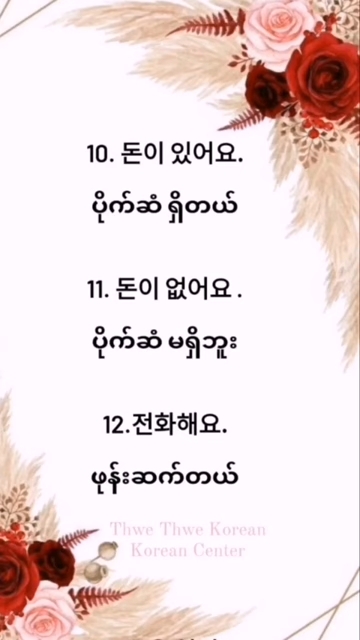 10. 돈이 있어요.
ပိုက်ဆံ ရှိတယ်
11. 돈이 없어요 .
ပိုက်ဆံ မရှိဘူး
12.전화해요.
ဖုန်းဆက်တယ်
Thwe Thwe Korean
Korean Center